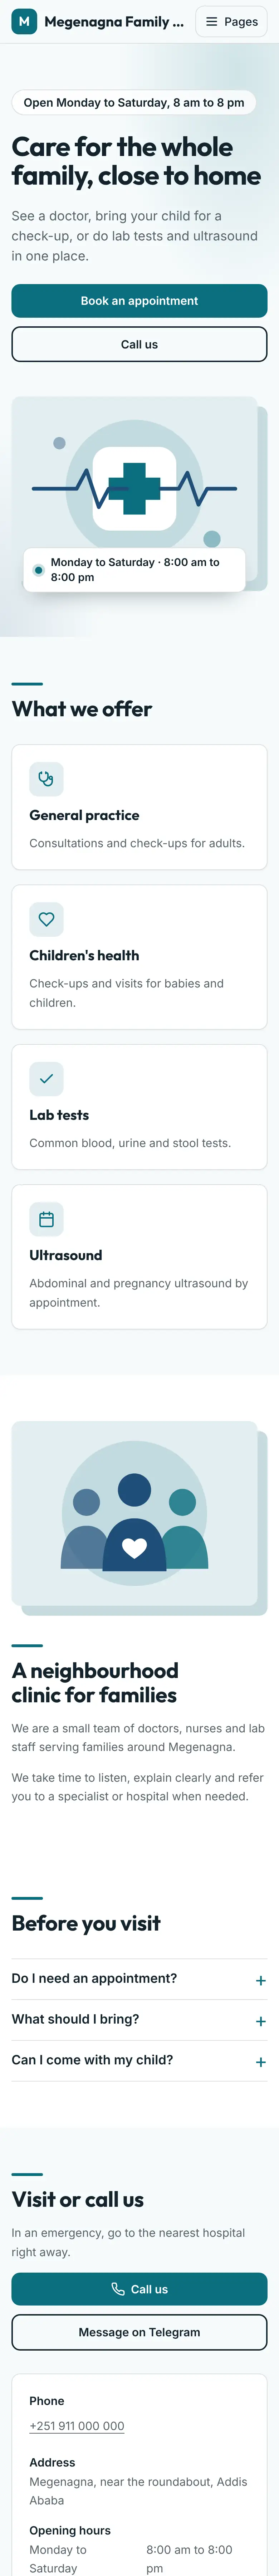 M Megenagna Family ... Pages
Open Monday to Saturday, 8 am to 8 pm
Care for the whole
family, close to home
See a doctor, bring your child for a
check-up, or do lab tests and ultrasound
in one place.
Book an appointment
Call us
Monday to Saturday · 8:00 am to
8:00 pm
What we offer
General practice
Consultations and check-ups for adults.
Children's health
Check-ups and visits for babies and
children.
Lab tests
Common blood, urine and stool tests.
Ultrasound
Abdominal and pregnancy ultrasound by
appointment.
A neighbourhood
clinic for families
We are a small team of doctors, nurses and lab
staff serving families around Megenagna.
We take time to listen, explain clearly and refer
you to a specialist or hospital when needed.
Before you visit
Do I need an appointment? +
What should I bring? +
Can I come with my child? +
Visit or call us
In an emergency, go to the nearest hospital
right away.
Call us
Message on Telegram
Phone
+251 911 000 000
Address
Megenagna, near the roundabout, Addis
Ababa
Opening hours
Monday to 8:00 am to 8:00
Saturday pm